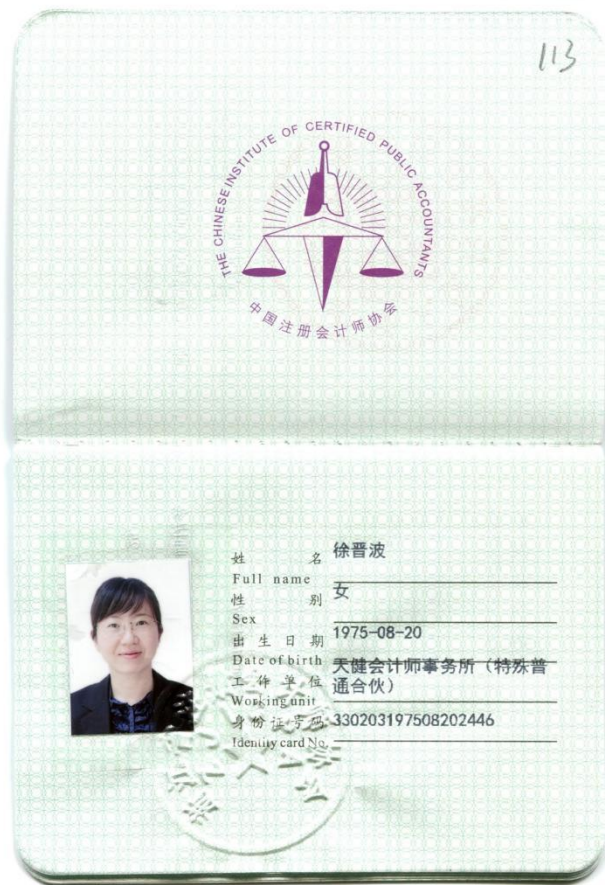 113
THE CHINESE INSTITUTE OF CERTIFIED PUBLIC ACCOUNTANTS
中国注册会计师协会
姓 名 徐晋波
Full name
性 别 女
Sex
出生日期 1975-08-20
Date of birth
工作单位 天健会计师事务所（特殊普
通合伙）
Working unit
身份证号码 330203197508202446
Identity card No.